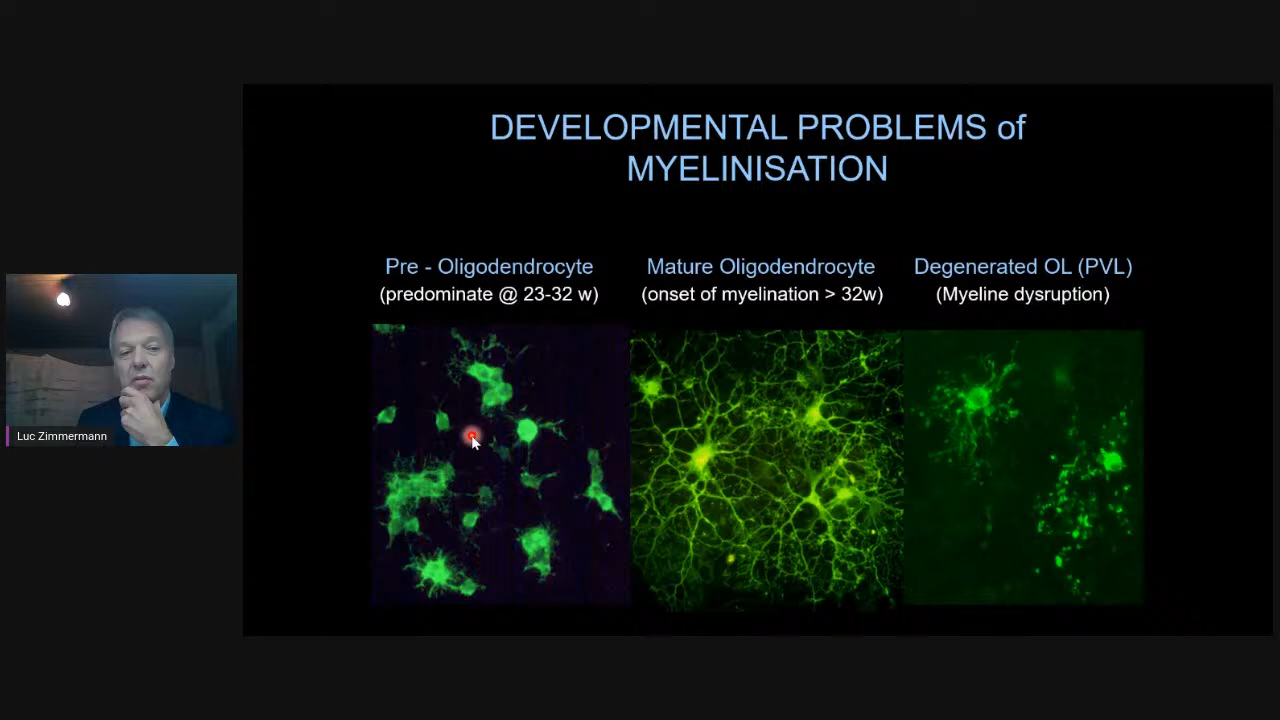 DEVELOPMENTAL PROBLEMS of
MYELINISATION
Pre - Oligodendrocyte
(predominate @ 23-32 w)
Mature Oligodendrocyte
(onset of myelination > 32w)
Degenerated OL (PVL)
(Myeline dysruption)
Luc Zimmermann